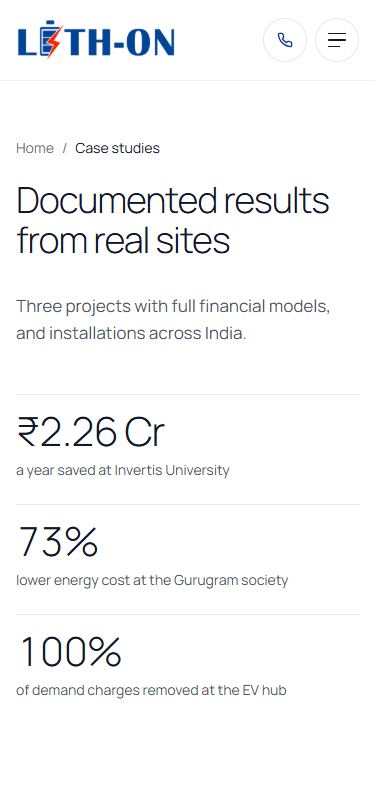 LITH-ON
Home / Case studies
Documented results
from real sites
Three projects with full financial models,
and installations across India.
₹2.26 Cr
a year saved at Invertis University
73%
lower energy cost at the Gurugram society
100%
of demand charges removed at the EV hub